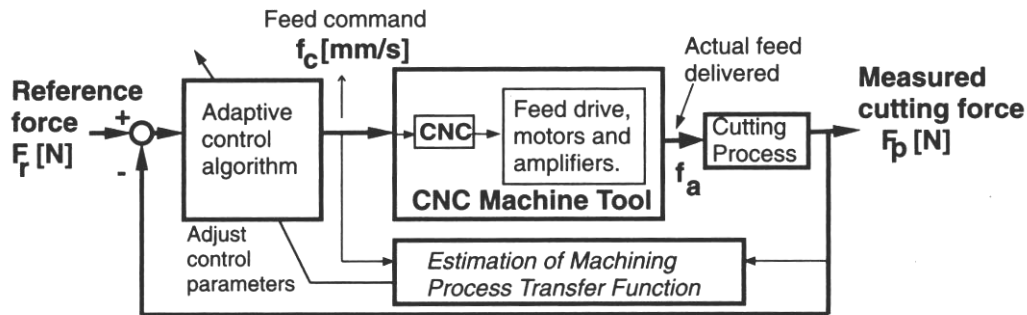 Feed command
f_c [mm/s]
Reference
force
F_r [N]
+
-
Adaptive
control
algorithm
CNC
Feed drive,
motors and
amplifiers.
CNC Machine Tool
Actual feed
delivered
f_a
Cutting
Process
Measured
cutting force
F_p [N]
Adjust
control
parameters
Estimation of Machining
Process Transfer Function